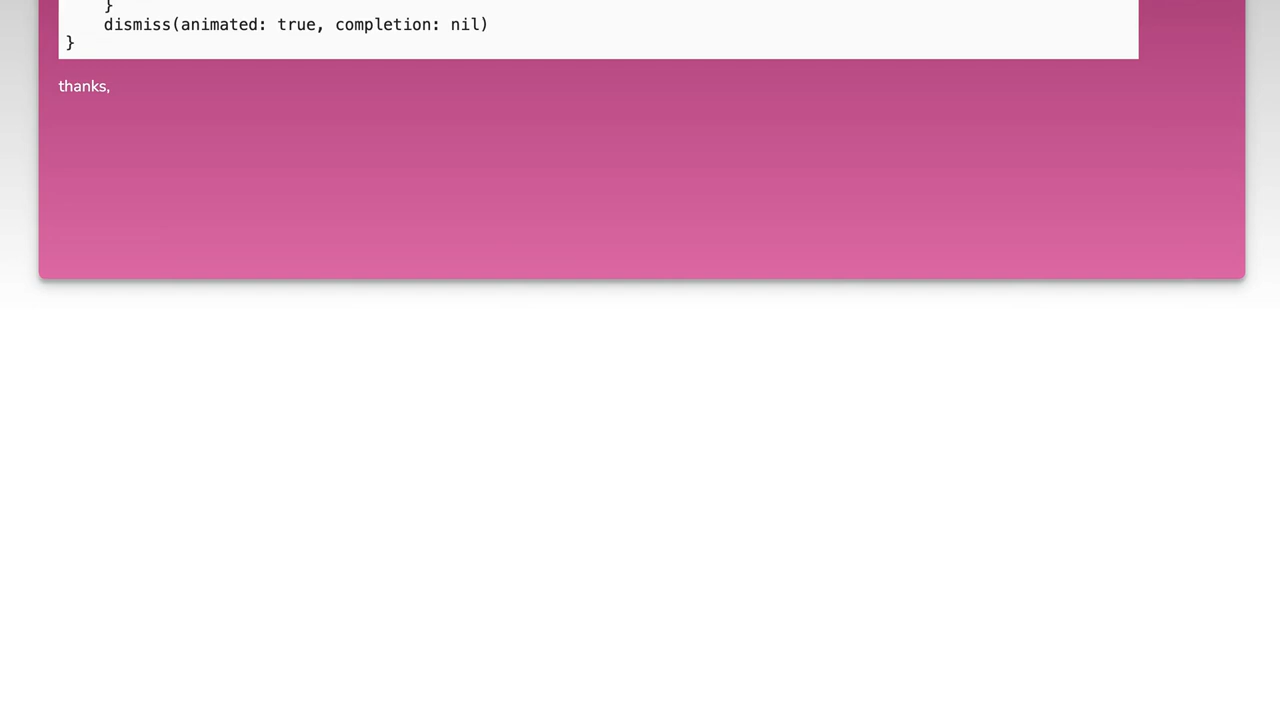 }
dismiss(animated: true, completion: nil)
}
thanks,